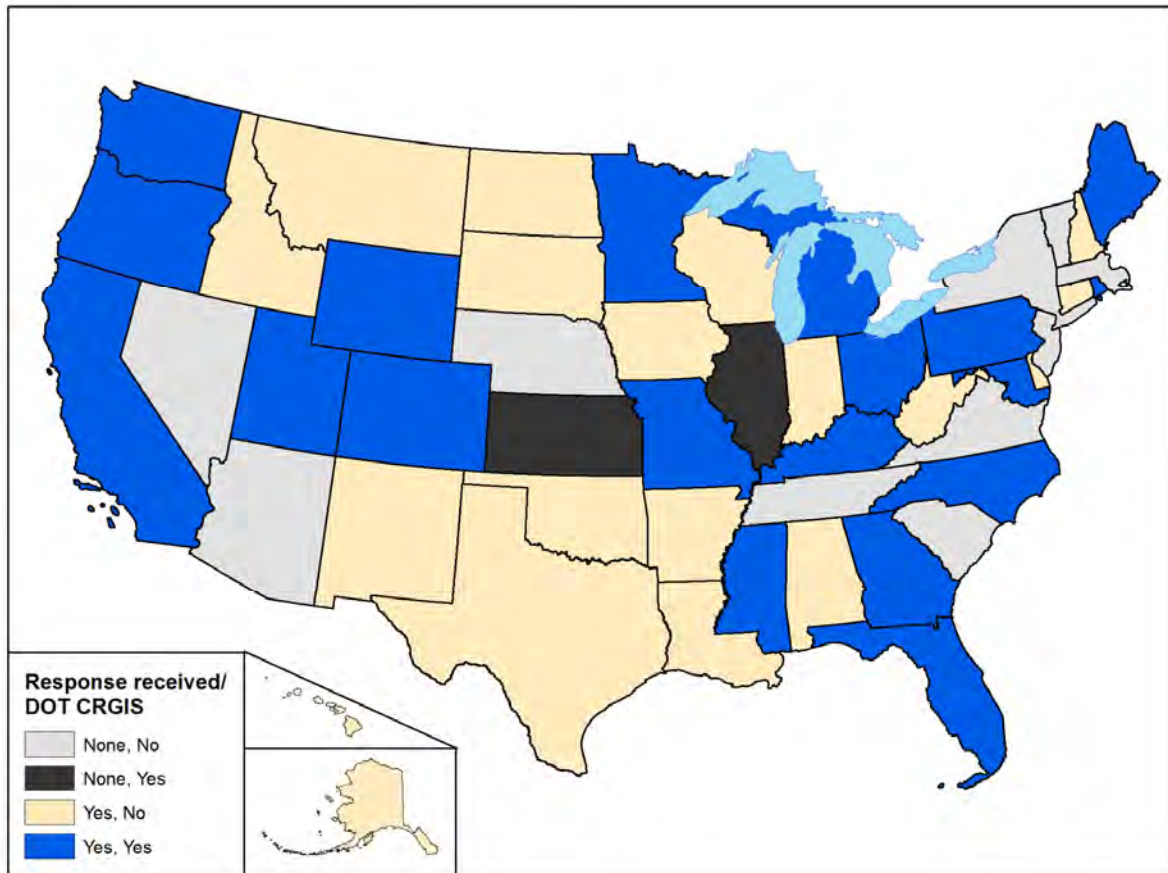 Response received/
DOT CRGIS
None, No
None, Yes
Yes, No
Yes, Yes